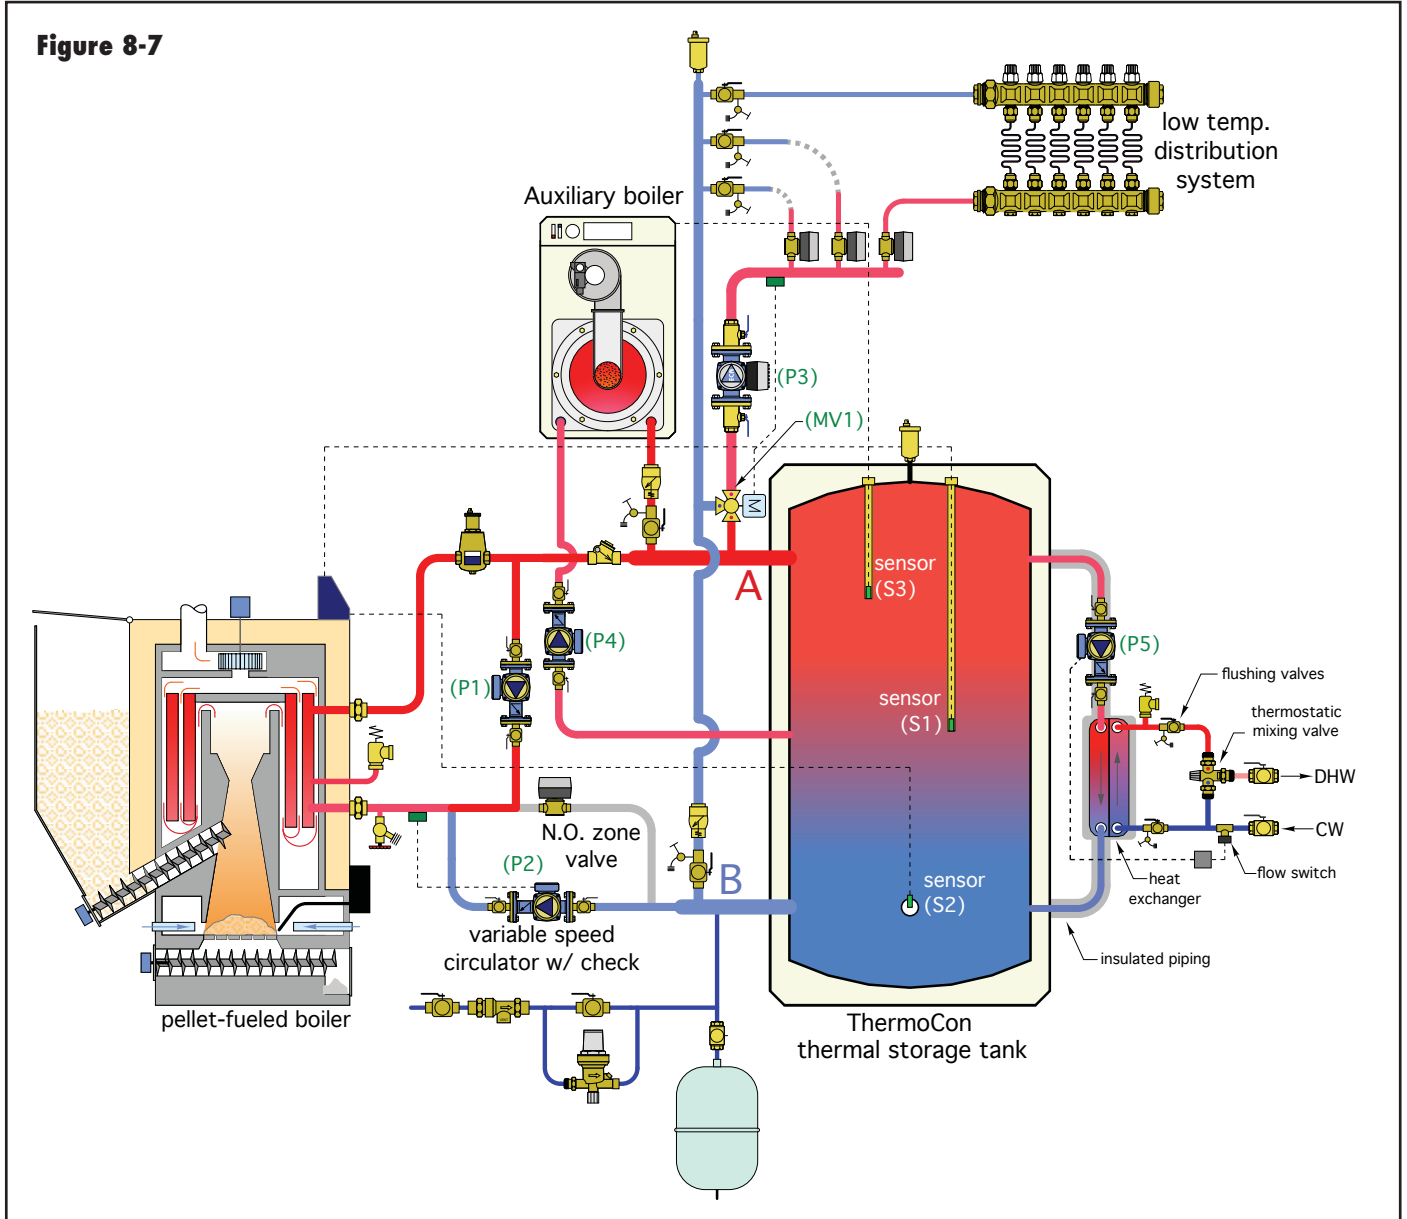 Figure 8-7
low temp.
distribution
system
Auxiliary boiler
(P3)
(MV1)
M
A
sensor
(S3)
(P4)
(P5)
(P1)
flushing valves
sensor
(S1)
thermostatic
mixing valve
DHW
N.O. zone
valve
CW
(P2)
B
sensor
(S2)
heat
exchanger
flow switch
variable speed
circulator w/ check
insulated piping
pellet-fueled boiler
ThermoCon
thermal storage tank